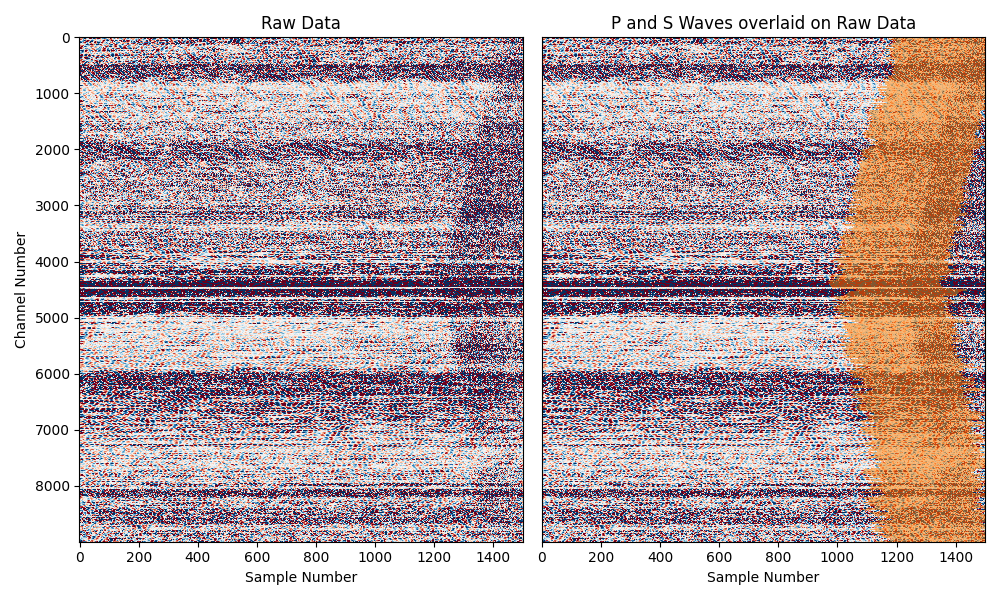 Raw Data
P and S Waves overlaid on Raw Data
Channel Number
0
1000
2000
3000
4000
5000
6000
7000
8000
0 200 400 600 800 1000 1200 1400
0 200 400 600 800 1000 1200 1400
Sample Number
Sample Number